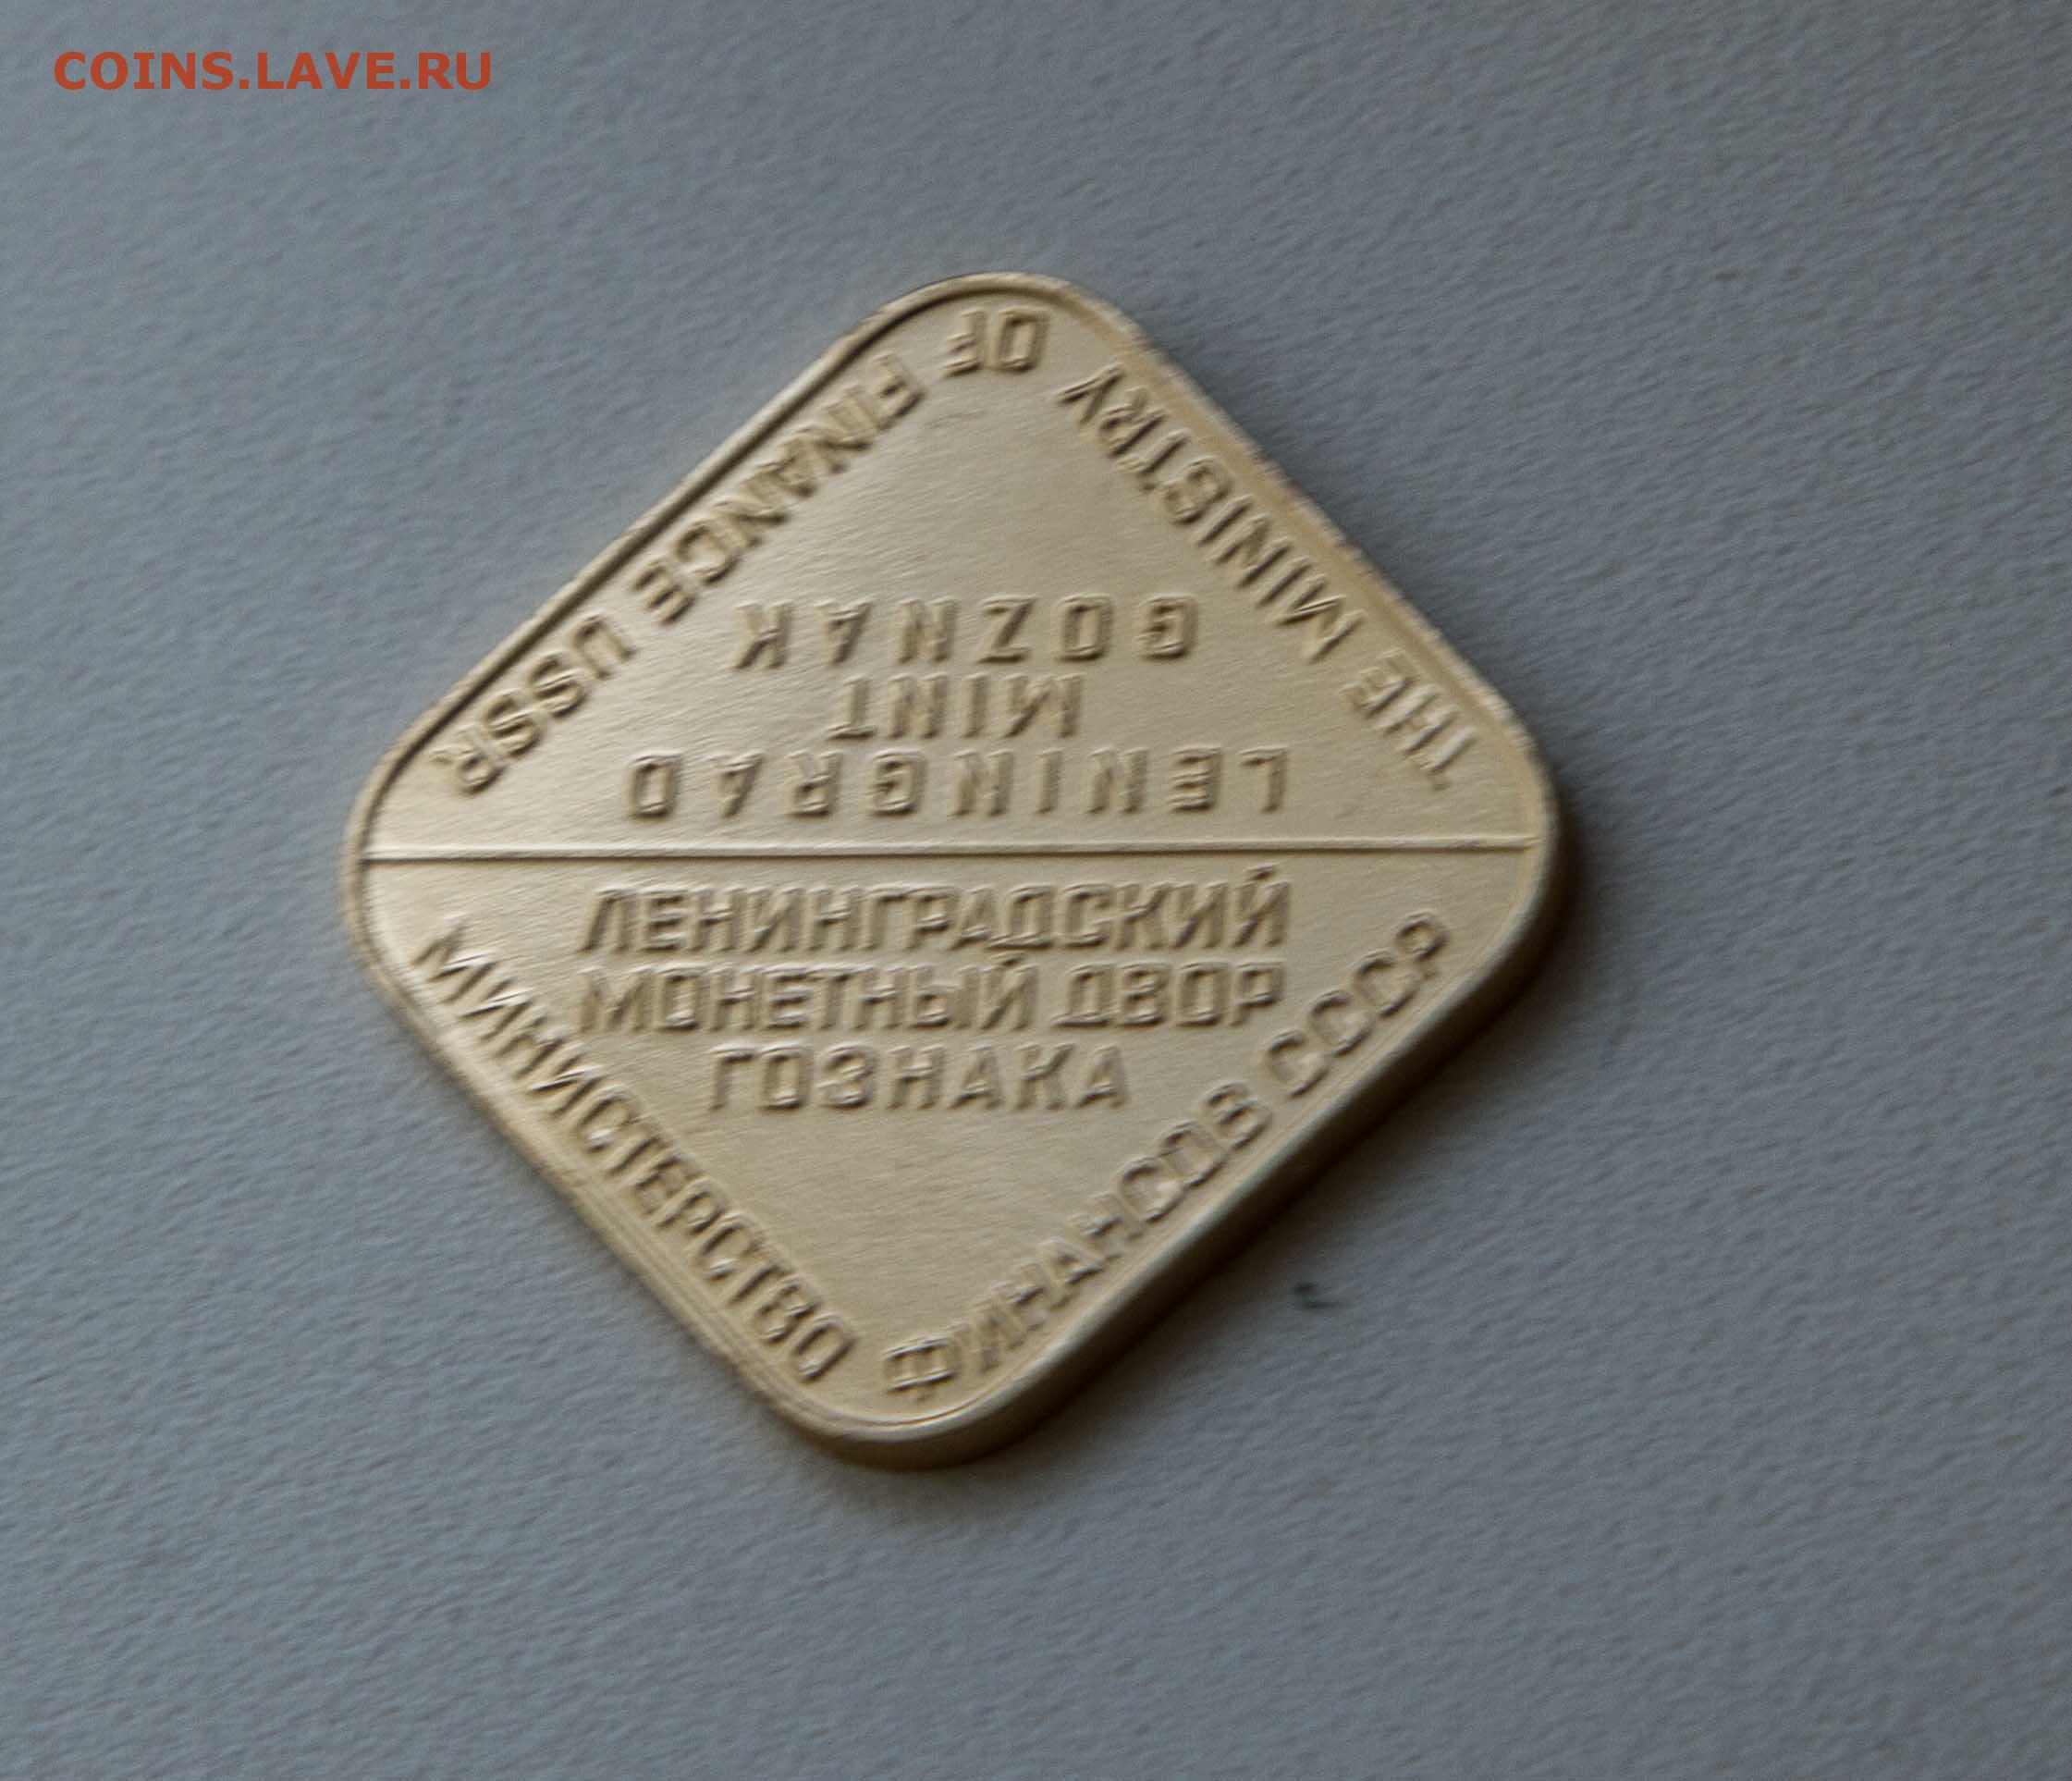 COINS.LAVE.RU
THE MINISTRY OF FINANCE USSR
LENINGRAD
MINT
GOZNAK
ЛЕНИНГРАДСКИЙ
МОНЕТНЫЙ ДВОР
ГОЗНАКА
МИНИСТЕРСТВО ФИНАНСОВ СССР